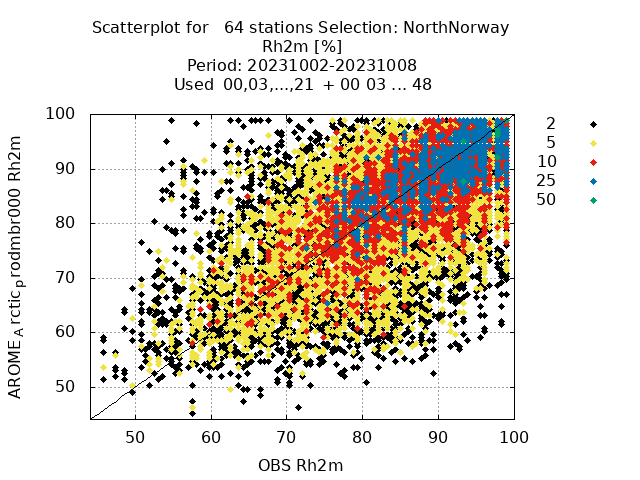 Scatterplot for 64 stations Selection: NorthNorway
Rh2m [%]
Period: 20231002-20231008
Used 00,03,...,21 + 00 03 ... 48
AROME_Arctic_prodmbr000 Rh2m
100
90
80
70
60
50
50 60 70 80 90 100
OBS Rh2m
2
5
10
25
50